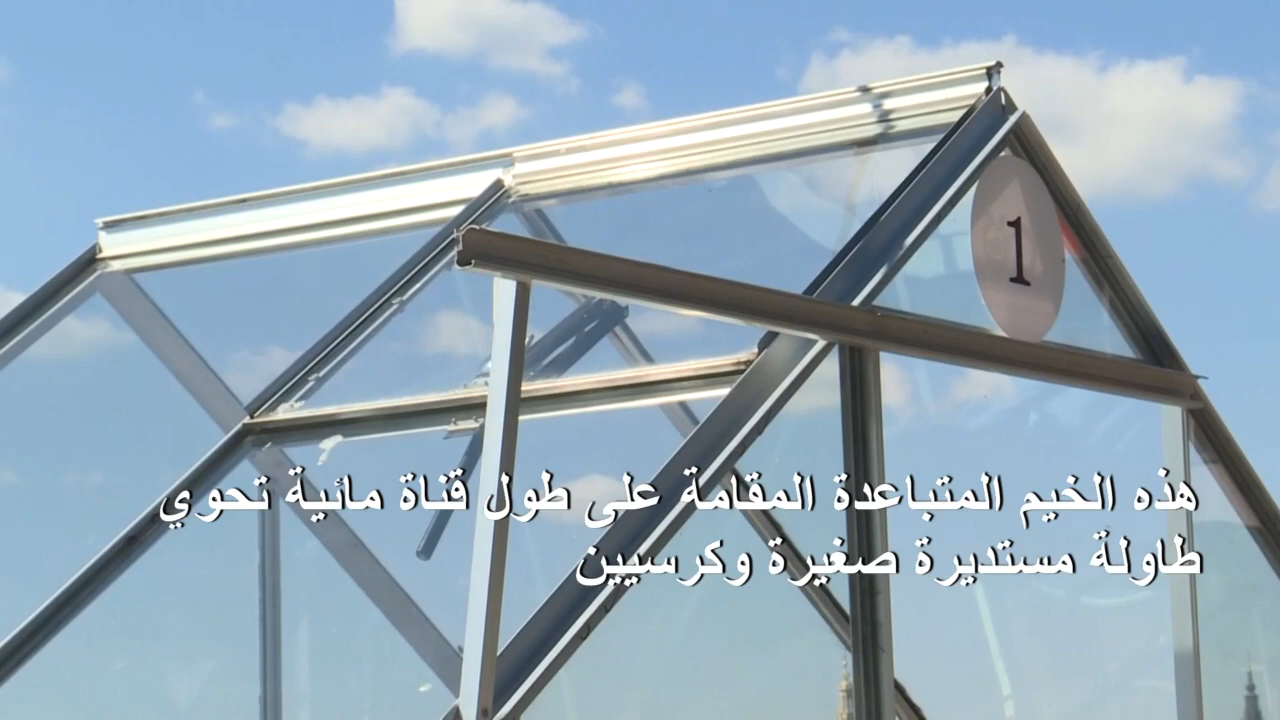 1
هذه الخيم المتباعدة المقامة على طول قناة مائية تحوي
طاولة مستديرة صغيرة وكرسيين